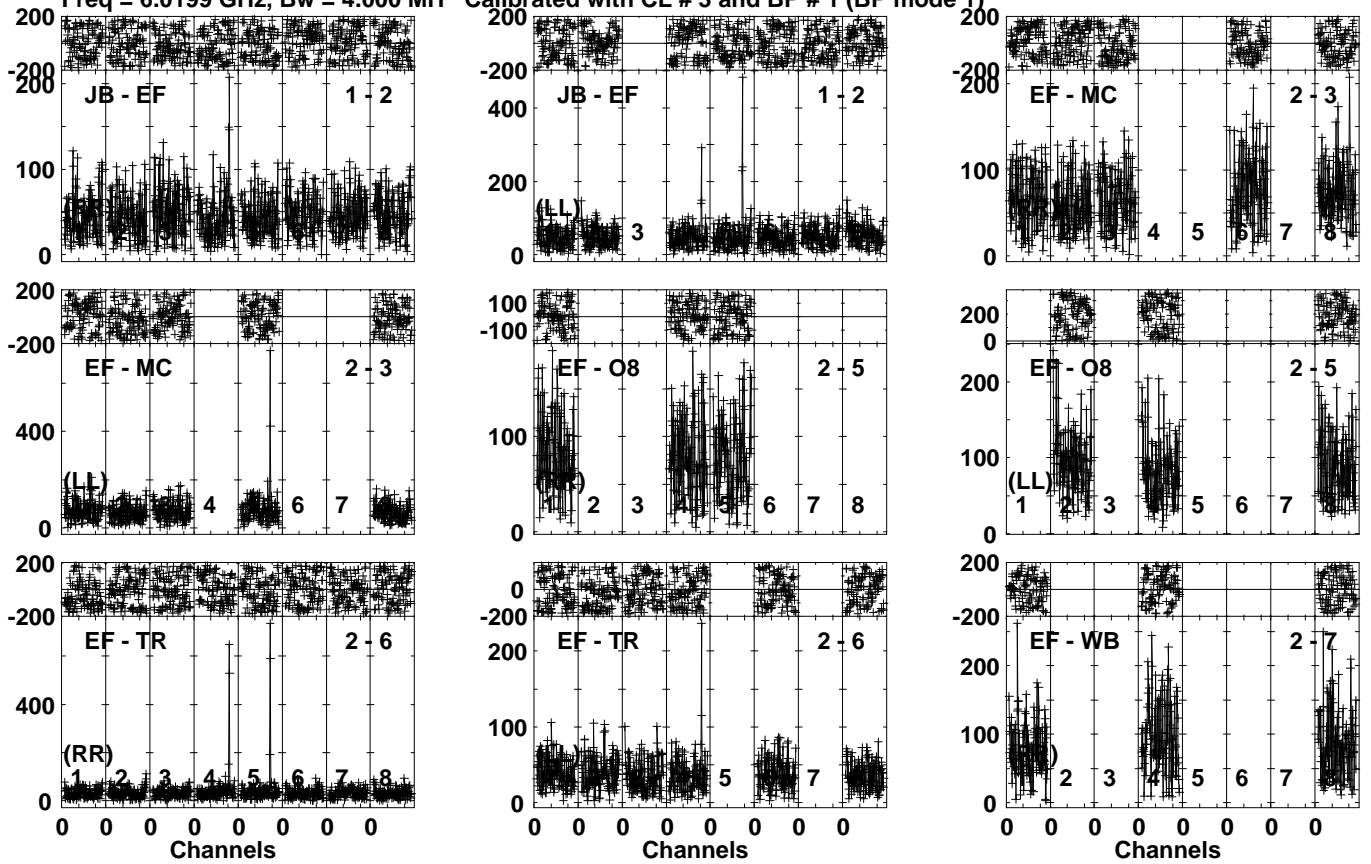 Freq = 6.0199 GHz, Bw = 4.000 MH Calibrated with CL # 3 and BP # 1 (BP mode 1)
200 200 200
-200 -200 -200
200 JB - EF 1 - 2 400 JB - EF 1 - 2 200 EF - MC 2 - 3
100 200 100
(LL)
3 4 5 6 7 8
0 0 0
200 100 200
-200 -100 0
EF - MC 2 - 3 EF - O8 2 - 5 EF - O8 2 - 5
400 100 200
100
(LL) (RR) (LL)
4 6 7 1 2 3 4 5 6 7 8 1 2 3 4 5 6 7 8
0 0 0
200 0 200
-200 -200
EF - TR 2 - 6 200 EF - TR 2 - 6 EF - WB 2 - 7
400 100 200
100
(RR)
1 2 3 4 5 6 7 8 5 7 2 3 4 5 6 7 8
0 0 0
0 0 0 0 0 0 0 0 0 0 0 0 0 0 0 0 0 0 0 0 0 0 0 0
Channels Channels Channels